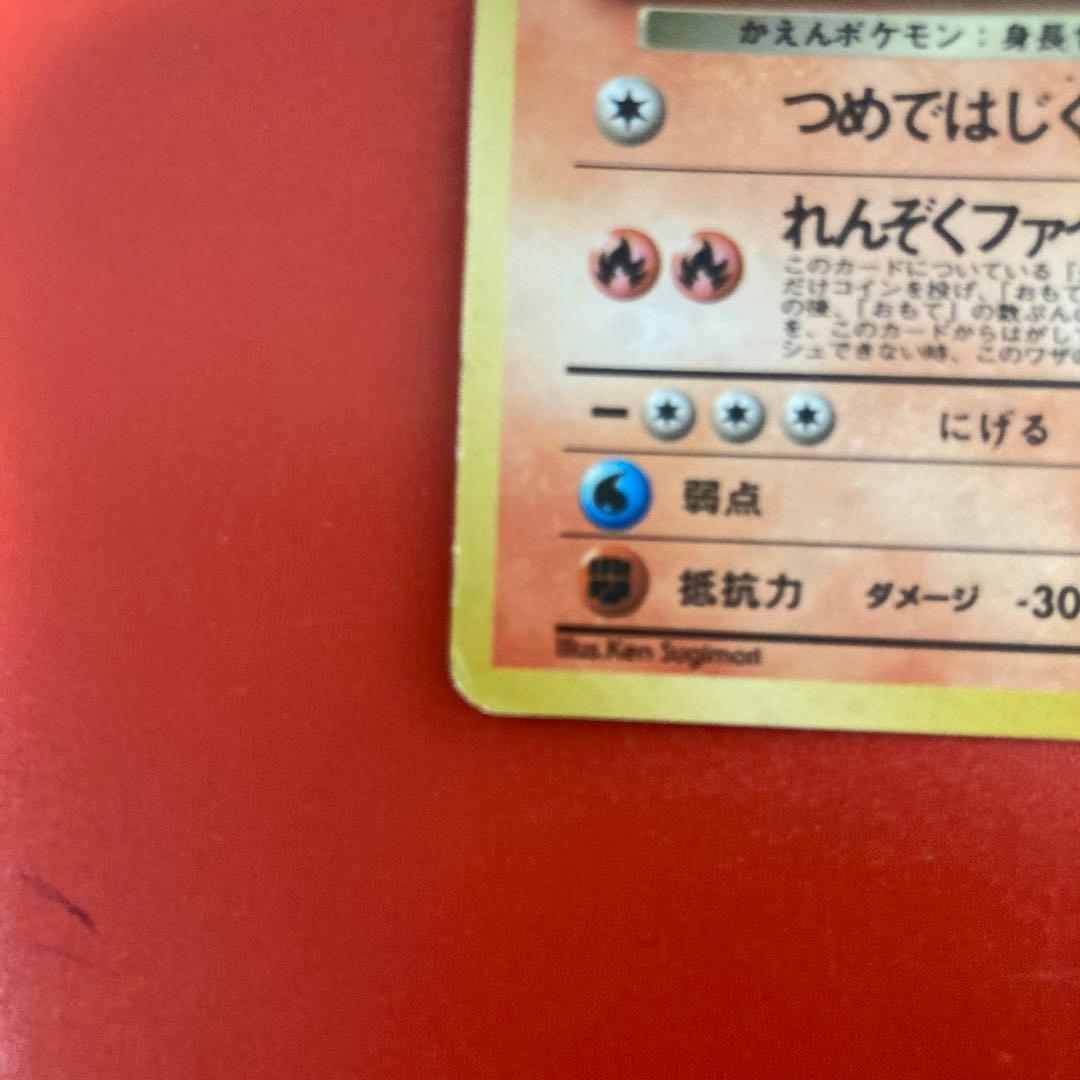 かえんポケモン：身長
つめではじく
れんぞくファイ
このカードについている「
だけコインを投げ、「おもて
の後、「おもて」の数ぶんの
を、このカードからはがして
シュできない時、このワザの
にげる
弱点
抵抗力 ダメージ -30
Illus.Ken Sugimori